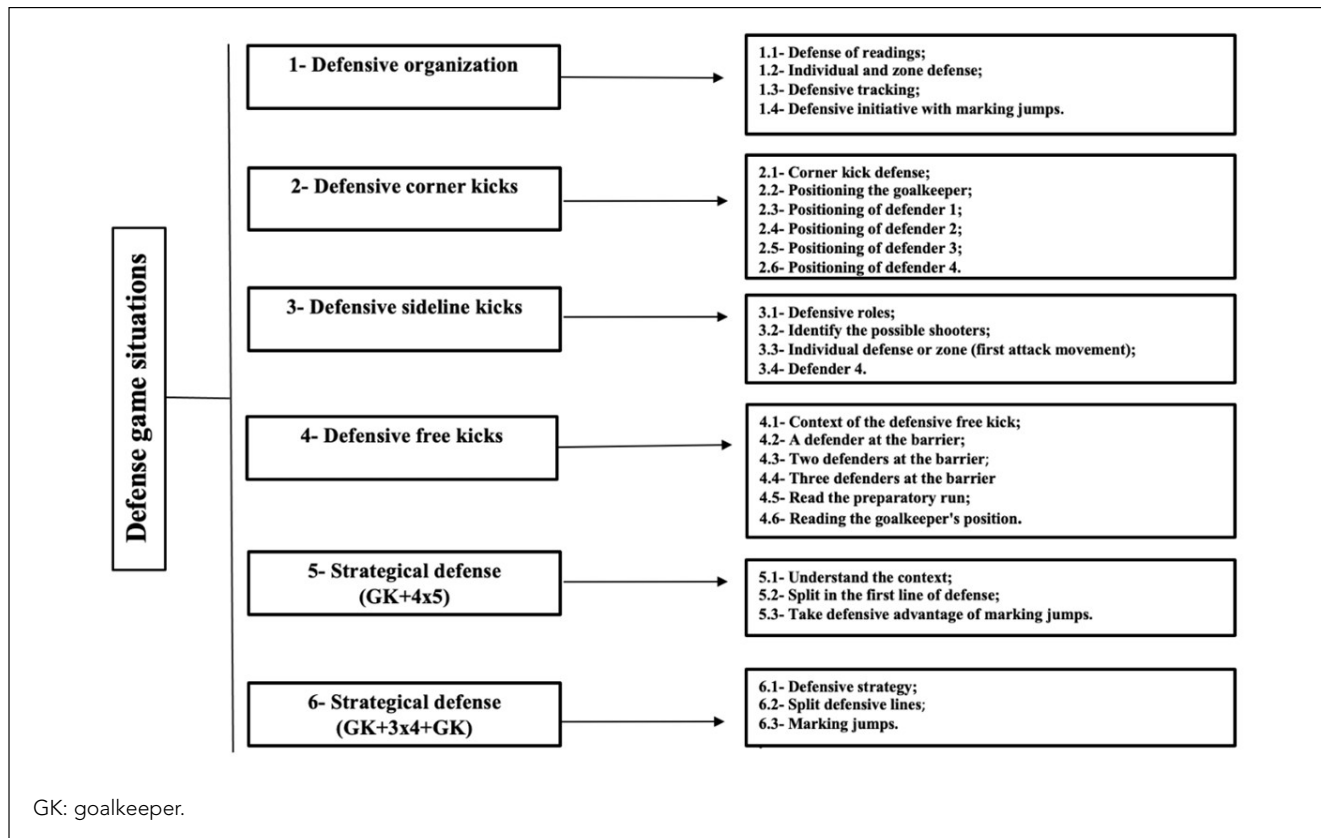 Defense game situations
1- Defensive organization
1.1- Defense of readings;
1.2- Individual and zone defense;
1.3- Defensive tracking;
1.4- Defensive initiative with marking jumps.
2- Defensive corner kicks
2.1- Corner kick defense;
2.2- Positioning the goalkeeper;
2.3- Positioning of defender 1;
2.4- Positioning of defender 2;
2.5- Positioning of defender 3;
2.6- Positioning of defender 4.
3- Defensive sideline kicks
3.1- Defensive roles;
3.2- Identify the possible shooters;
3.3- Individual defense or zone (first attack movement);
3.4- Defender 4.
4- Defensive free kicks
4.1- Context of the defensive free kick;
4.2- A defender at the barrier;
4.3- Two defenders at the barrier;
4.4- Three defenders at the barrier
4.5- Read the preparatory run;
4.6- Reading the goalkeeper's position.
5- Strategical defense
(GK+4x5)
5.1- Understand the context;
5.2- Split in the first line of defense;
5.3- Take defensive advantage of marking jumps.
6- Strategical defense
(GK+3x4+GK)
6.1- Defensive strategy;
6.2- Split defensive lines;
6.3- Marking jumps.
GK: goalkeeper.